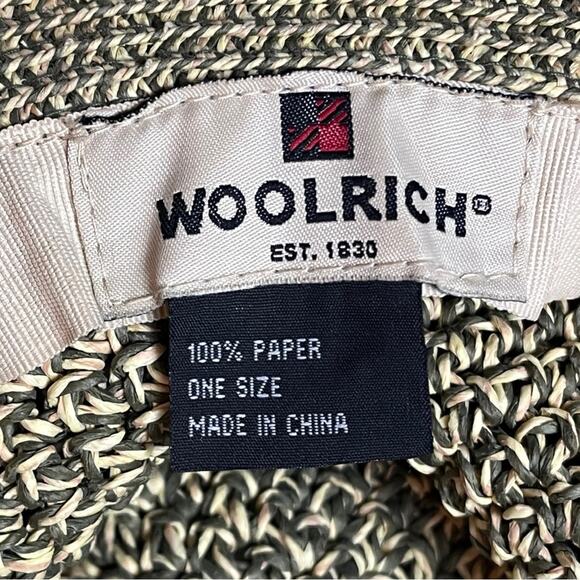 WOOLRICH®
EST. 1830
100% PAPER
ONE SIZE
MADE IN CHINA